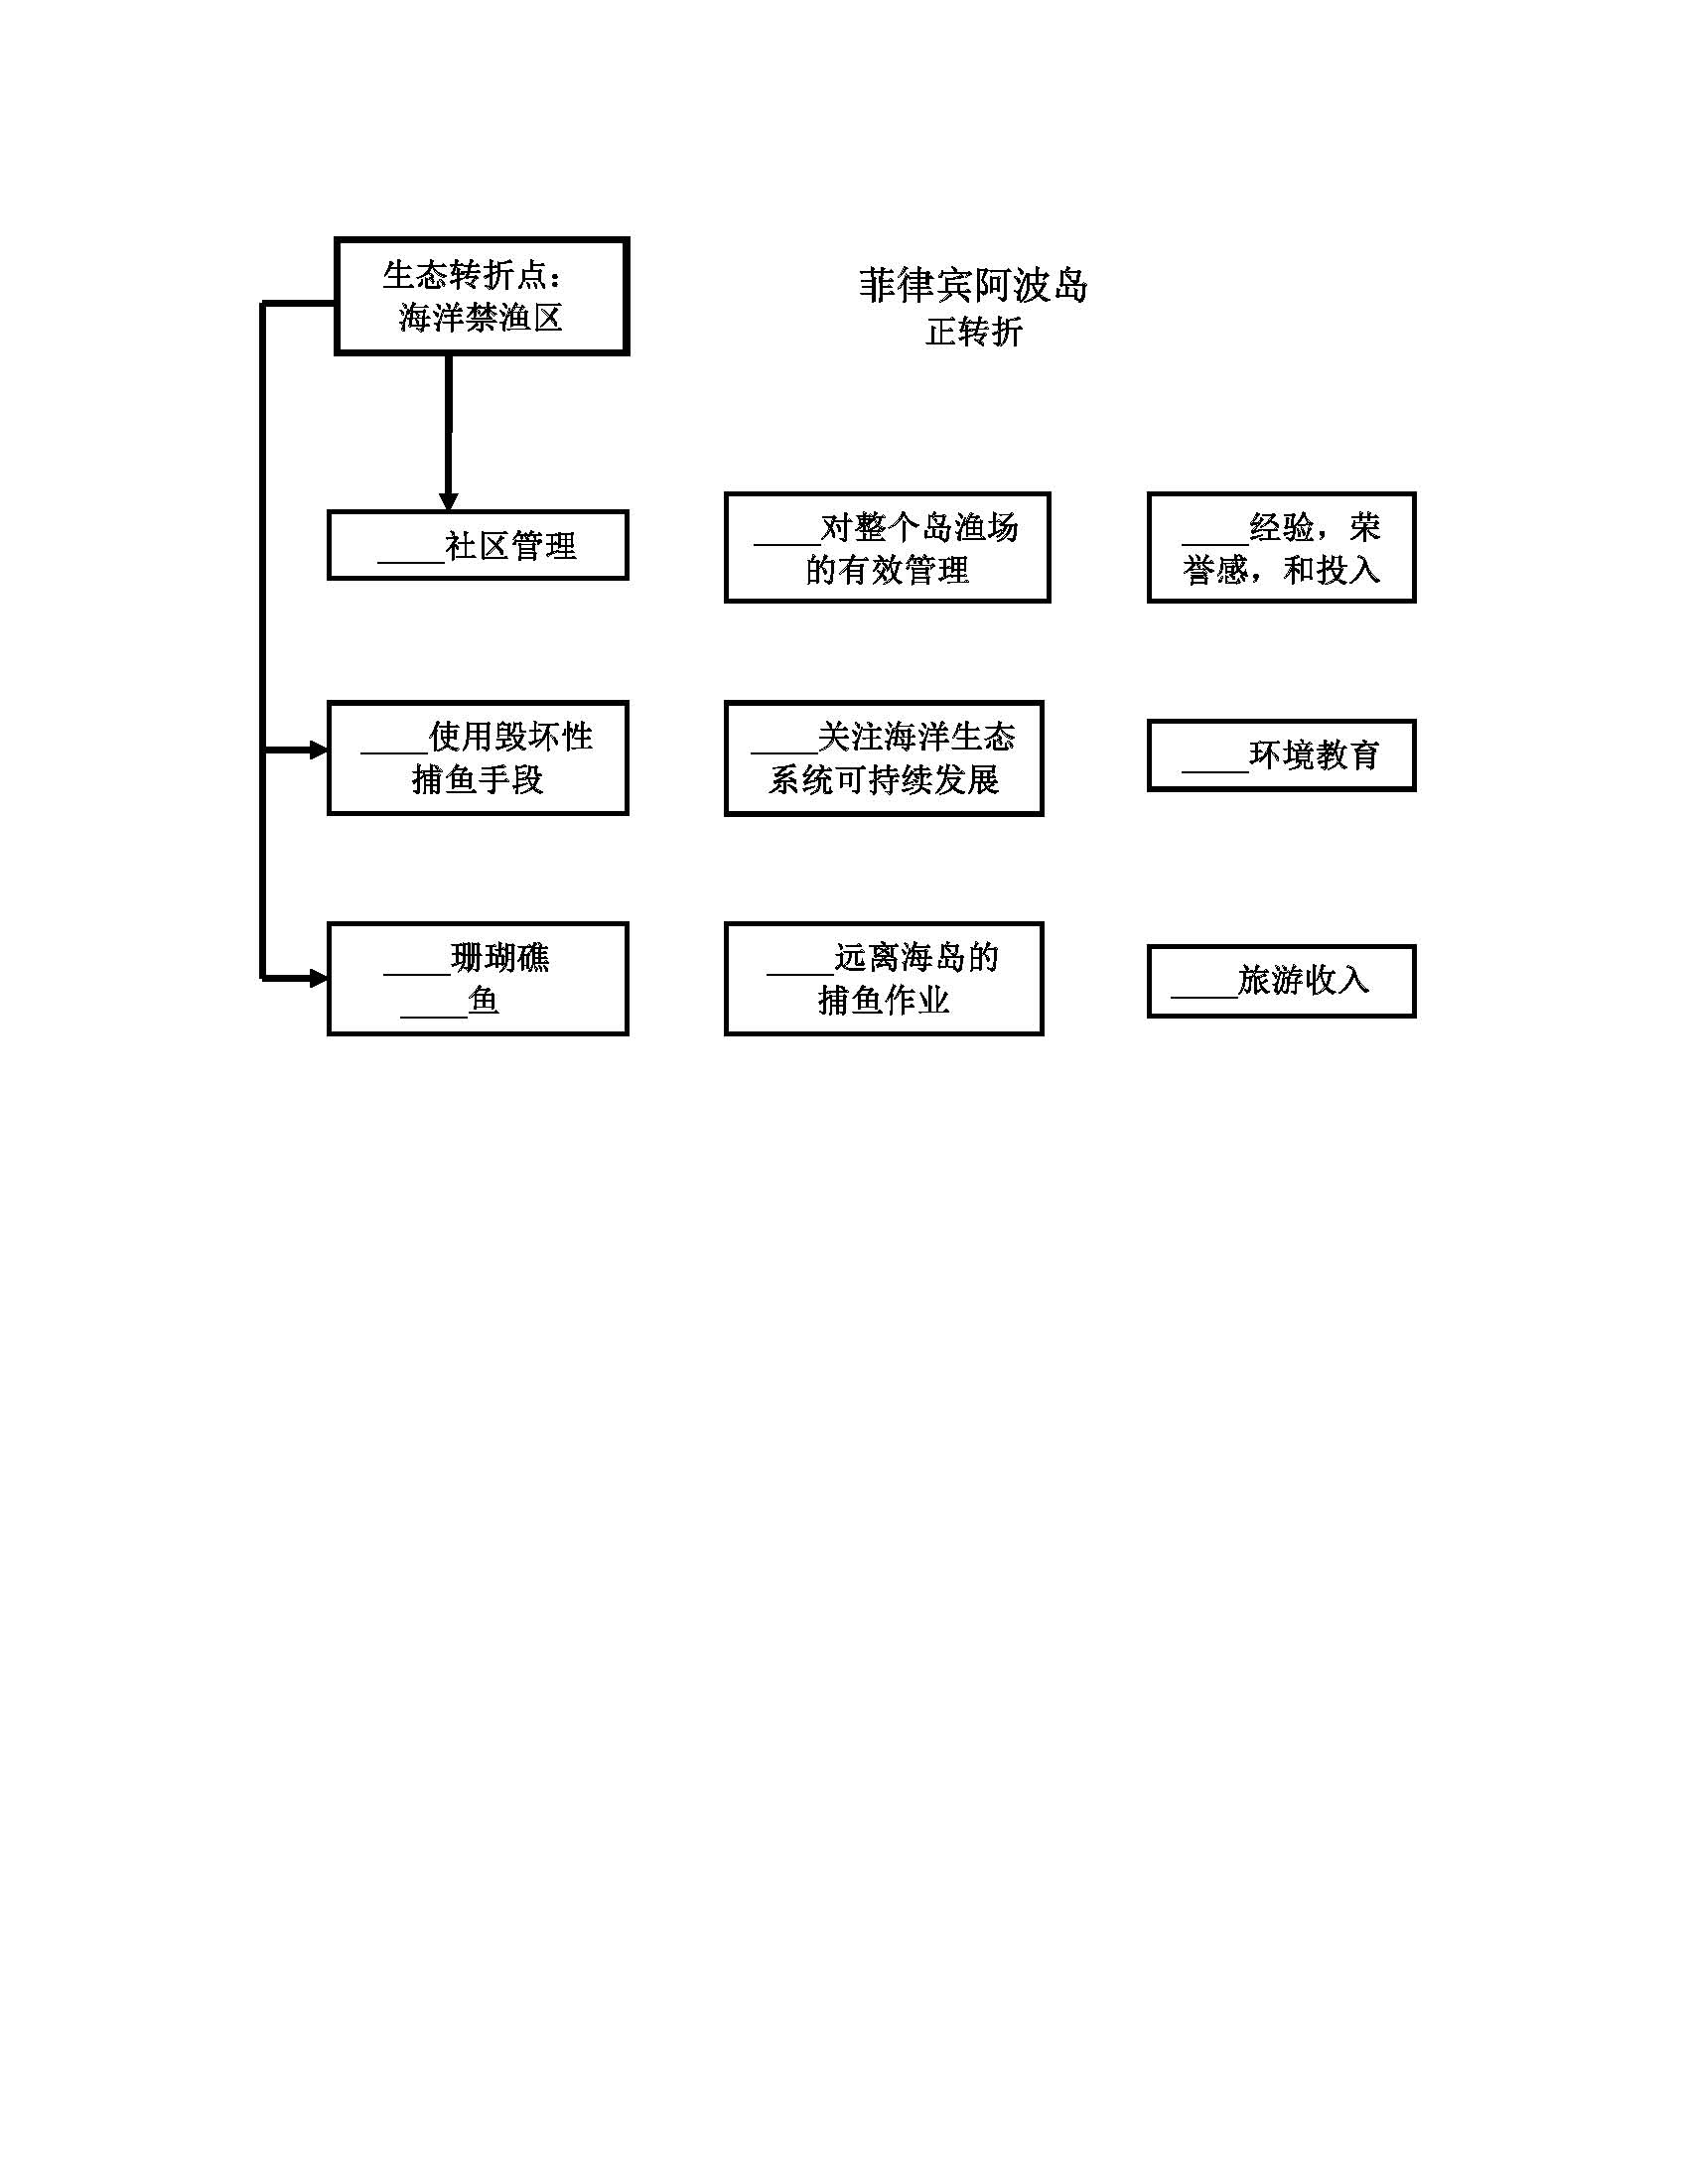 生态转折点：
海洋禁渔区
菲律宾阿波岛
正转折
____社区管理
____对整个岛渔场
的有效管理
____经验，荣
誉感，和投入
____使用毁坏性
捕鱼手段
____关注海洋生态
系统可持续发展
____环境教育
____珊瑚礁
____鱼
____远离海岛的
捕鱼作业
____旅游收入